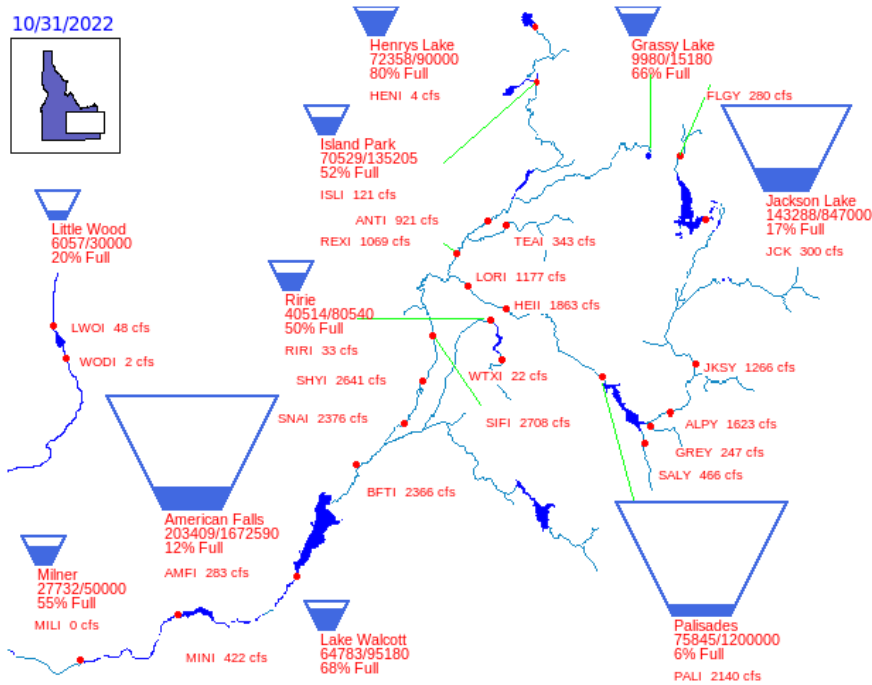 10/31/2022
Henrys Lake
72358/90000
80% Full
HENI 4 cfs
Grassy Lake
9980/15180
66% Full
FLGY 280 cfs
Island Park
70529/135205
52% Full
ISLI 121 cfs
Jackson Lake
143288/847000
17% Full
JCK 300 cfs
Little Wood
6057/30000
20% Full
ANTI 921 cfs
REXI 1069 cfs
TEAI 343 cfs
LORI 1177 cfs
HEII 1863 cfs
Ririe
40514/80540
50% Full
RIRI 33 cfs
LWOI 48 cfs
WODI 2 cfs
WTXI 22 cfs
JKSY 1266 cfs
SHYI 2641 cfs
SNAI 2376 cfs
SIFI 2708 cfs
ALPY 1623 cfs
GREY 247 cfs
SALY 466 cfs
BFTI 2366 cfs
American Falls
203409/1672590
12% Full
AMFI 283 cfs
Milner
27732/50000
55% Full
MILI 0 cfs
MINI 422 cfs
Lake Walcott
64783/95180
68% Full
Palisades
75845/1200000
6% Full
PALI 2140 cfs